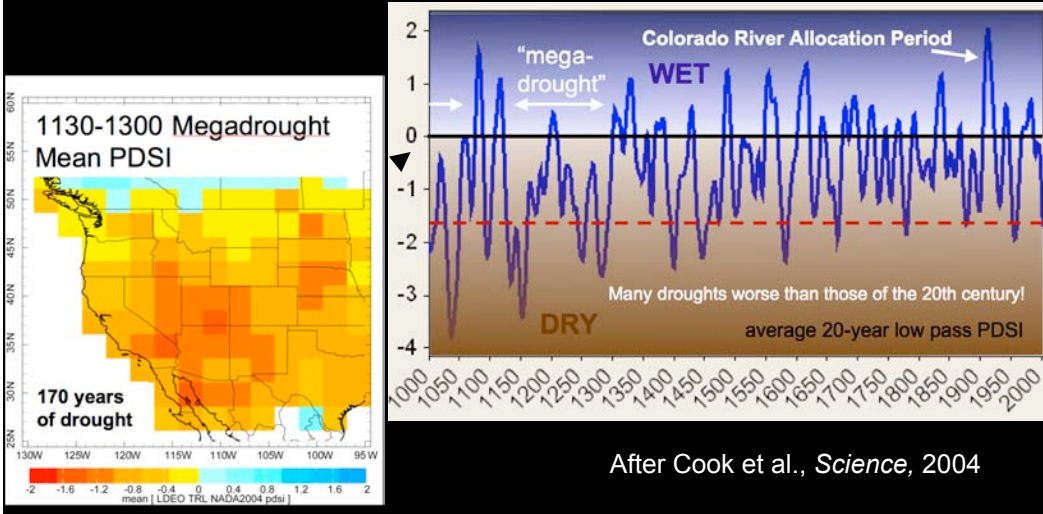 1130-1300 Megadrought
Mean PDSI
170 years
of drought
60N
55N
50N
45N
40N
35N
30N
25N
130W
120W
110W
100W
95W
-2
-1.6
-1.2
-0.8
-0.4
0
0.4
0.8
1.2
1.6
2
mean [ LDEO TRL NADA2004 pdsi ]
2
1
0
-1
-2
-3
-4
"mega-
drought"
Colorado River Allocation Period
WET
DRY
Many droughts worse than those of the 20th century!
average 20-year low pass PDSI
1000
1050
1100
1150
1200
1250
1300
1350
1400
1450
1500
1550
1600
1650
1700
1750
1800
1850
1900
1950
2000
After Cook et al., Science, 2004